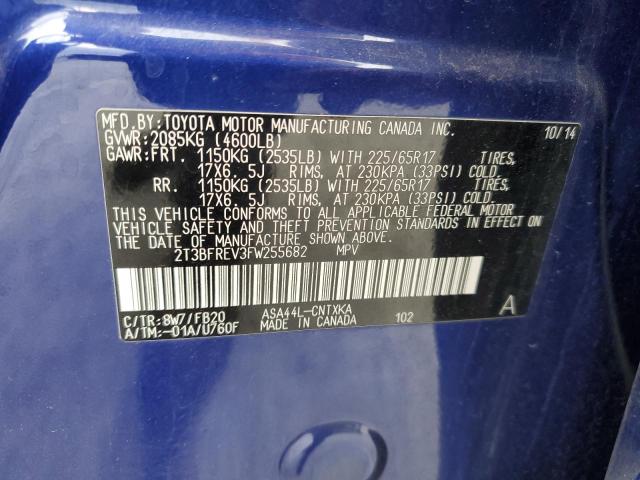 MFD.BY:TOYOTA MOTOR MANUFACTURING CANADA INC. 10/14
GVWR:2085KG (4600LB)
GAWR:FRT. 1150KG (2535LB) WITH 225/65R17 TIRES,
17X6. 5J RIMS, AT 230KPA (33PSI) COLD.
RR. 1150KG (2535LB) WITH 225/65R17 TIRES,
17X6. 5J RIMS, AT 230KPA (33PSI) COLD.
THIS VEHICLE CONFORMS TO ALL APPLICABLE FEDERAL MOTOR
VEHICLE SAFETY AND THEFT PREVENTION STANDARDS IN EFFECT ON
THE DATE OF MANUFACTURE SHOWN ABOVE.
2T3BFREV3FW255682 MPV
C/TR:8W7/FB20 ASA44L-CNTXKA A
A/TM:-01A/U760F MADE IN CANADA 102